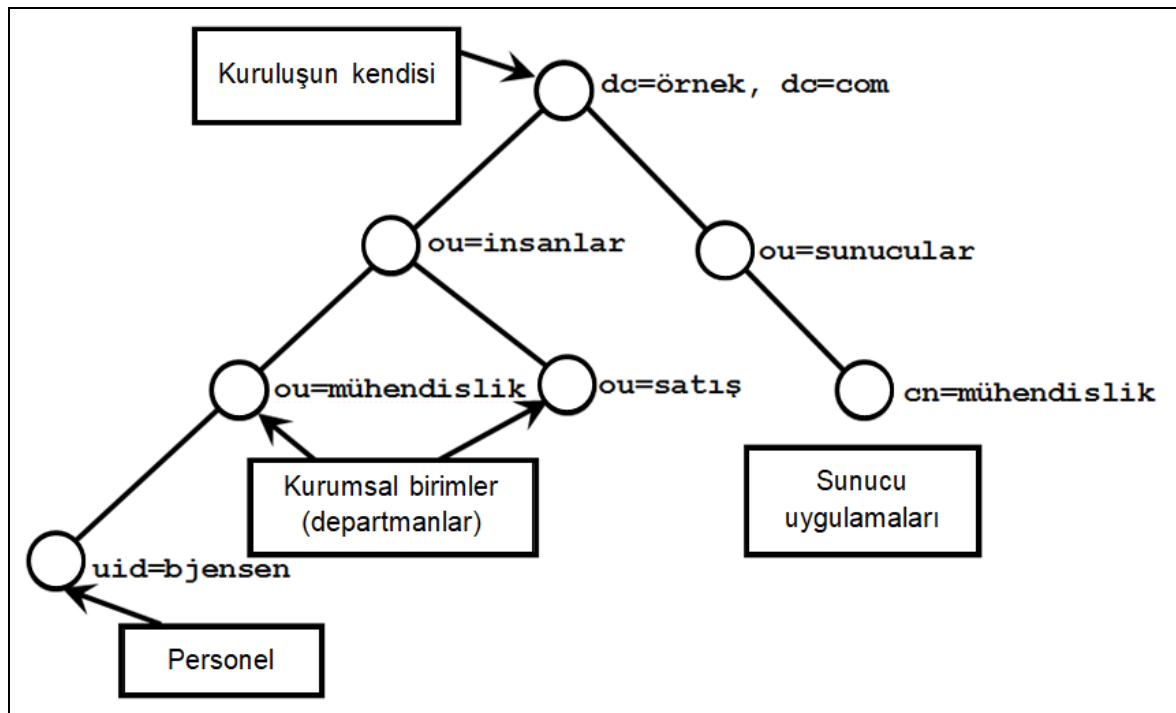 Kuruluşun kendisi
dc=örnek, dc=com
ou=insanlar
ou=sunucular
ou=mühendislik
ou=satış
cn=mühendislik
Kurumsal birimler
(departmanlar)
Sunucu
uygulamaları
uid=bjensen
Personel